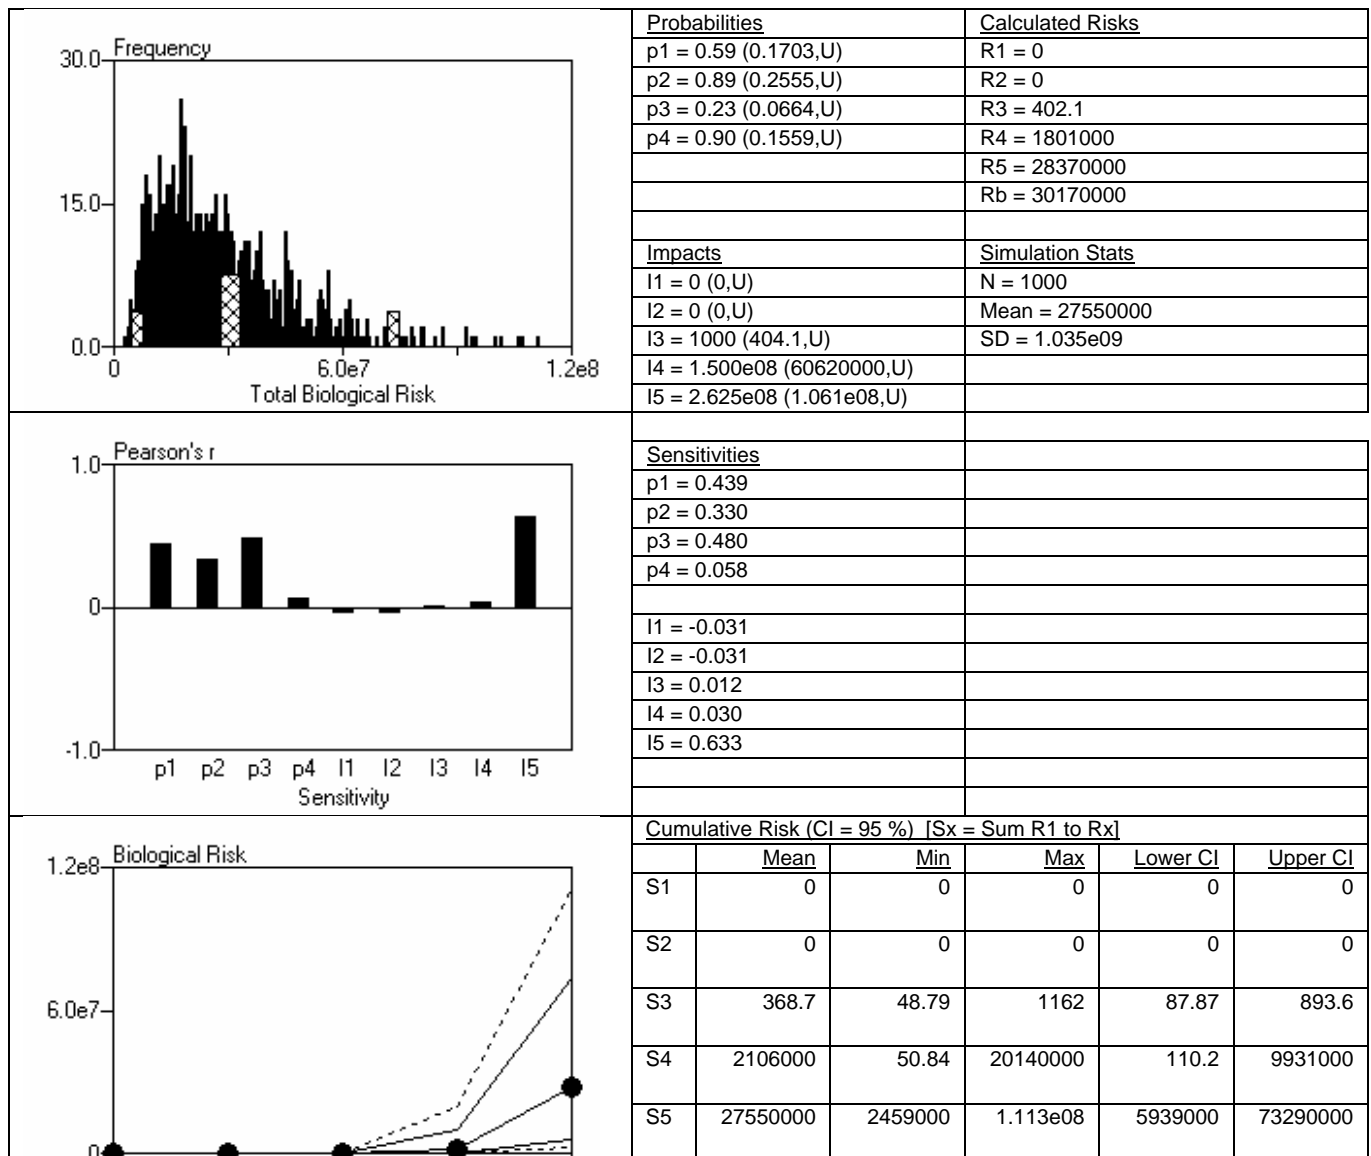 Frequency
30.0
15.0
0.0
0
6.0e7
1.2e8
Total Biological Risk
Probabilities
Calculated Risks
p1 = 0.59 (0.1703,U)
R1 = 0
p2 = 0.89 (0.2555,U)
R2 = 0
p3 = 0.23 (0.0664,U)
R3 = 402.1
p4 = 0.90 (0.1559,U)
R4 = 1801000
R5 = 28370000
Rb = 30170000
Impacts
Simulation Stats
I1 = 0 (0,U)
N = 1000
I2 = 0 (0,U)
Mean = 27550000
I3 = 1000 (404.1,U)
SD = 1.035e09
I4 = 1.500e08 (60620000,U)
I5 = 2.625e08 (1.061e08,U)
Pearson's r
1.0
0
-1.0
p1 p2 p3 p4 I1 I2 I3 I4 I5
Sensitivity
Sensitivities
p1 = 0.439
p2 = 0.330
p3 = 0.480
p4 = 0.058
I1 = -0.031
I2 = -0.031
I3 = 0.012
I4 = 0.030
I5 = 0.633
Biological Risk
1.2e8
6.0e7
0
Cumulative Risk (CI = 95 %) [Sx = Sum R1 to Rx]
Mean Min Max Lower CI Upper CI
S1 0 0 0 0 0
S2 0 0 0 0 0
S3 368.7 48.79 1162 87.87 893.6
S4 2106000 50.84 20140000 110.2 9931000
S5 27550000 2459000 1.113e08 5939000 73290000